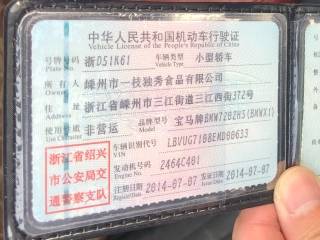 中华人民共和国机动车行驶证
Vehicle License of the People's Republic of China
号牌号码 浙D51K61 车辆类型 小型轿车
Plate No. Vehicle Type
所有人 嵊州市一枝独秀食品有限公司
Owner
住址 浙江省嵊州市三江街道三江西街372号
Address
使用性质 非营运 品牌型号 宝马牌BMW7202HS(BMWX1)
Use Character Model
浙江省绍兴市公安局交通警察支队
车辆识别代号 LBVUG7108EMD00633
VIN
发动机号码 2464C401
Engine No.
注册日期 2014-07-07 发证日期 2014-07-07
Register Date Issue Date